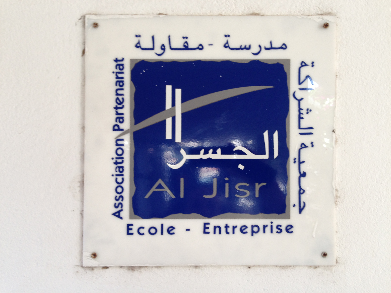 مدرسة - مقاولة
Association Partenariat
جمعية الشراكة
الجسر
Al Jisr
Ecole - Entreprise